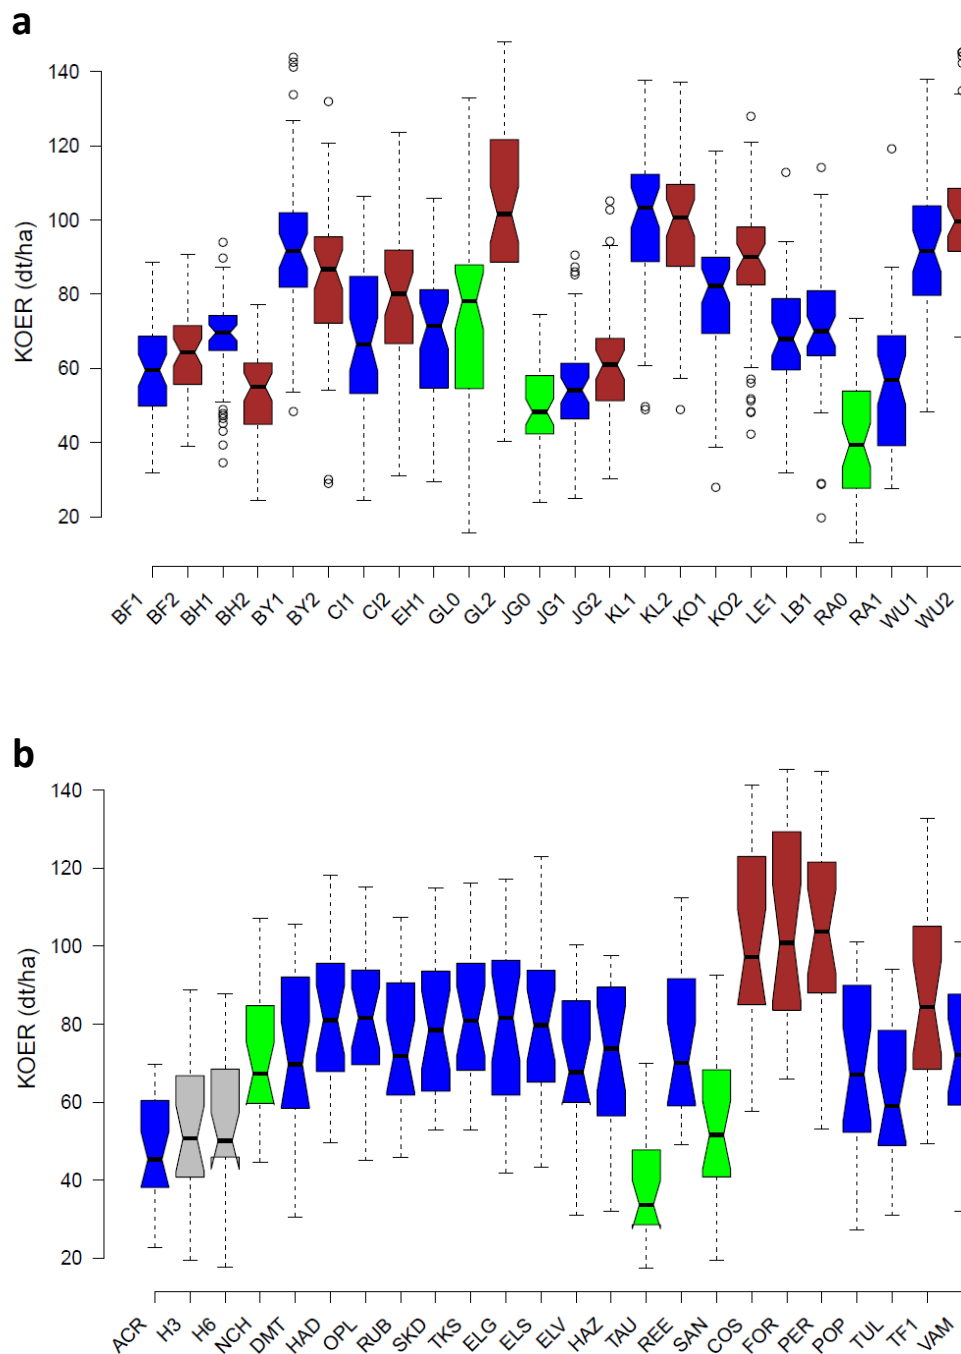 a
KOER (dt/ha)
140
120
100
80
60
40
20
BF1 BF2 BH1 BH2 BY1 BY2 CI1 CI2 EH1 GL0 GL2 JG0 JG1 JG2 KL1 KL2 KO1 KO2 LE1 LB1 RA0 RA1 WU1 WU2
b
KOER (dt/ha)
140
120
100
80
60
40
20
ACR H3 H6 NCH DMT HAD OPL RUB SKD TKS ELG ELS ELV HAZ TAU REE SAN COS FOR PER POP TUL TF1 VAM